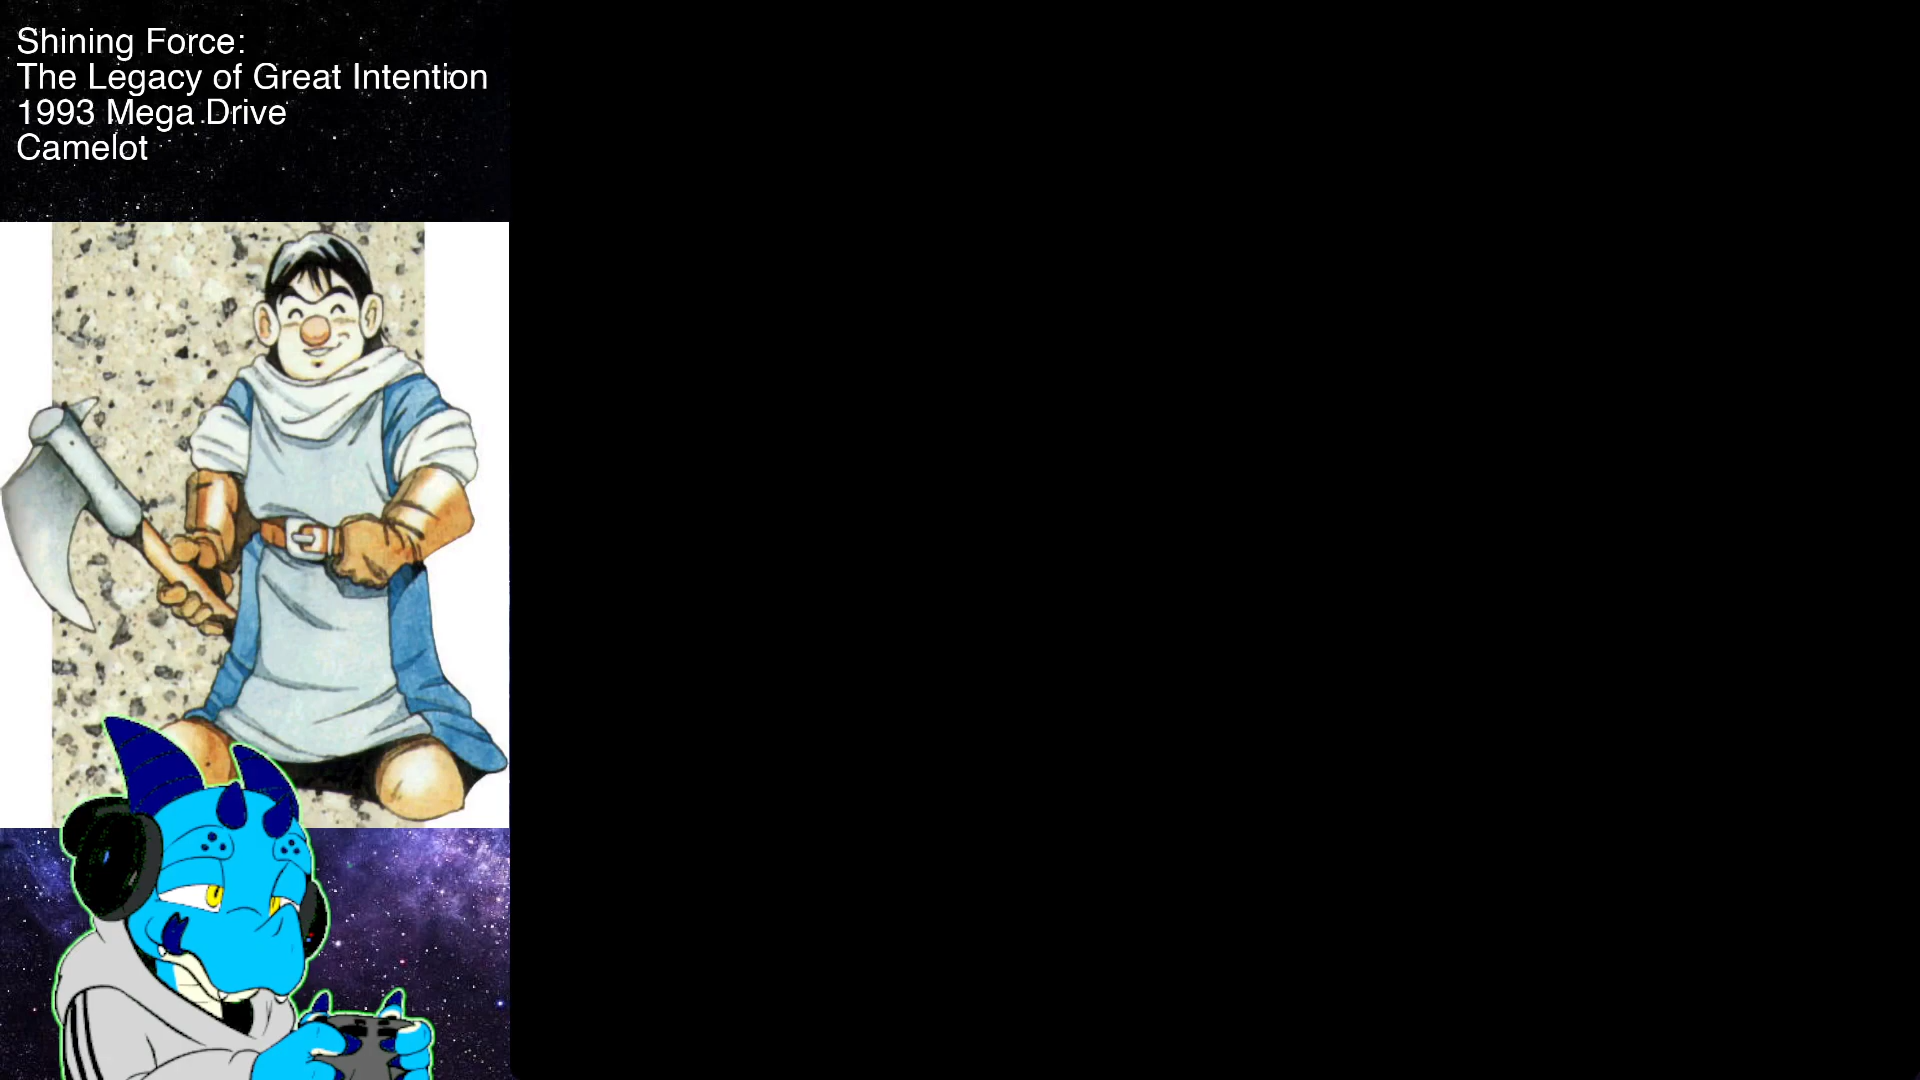 Shining Force:
The Legacy of Great Intention
1993 Mega Drive
Camelot